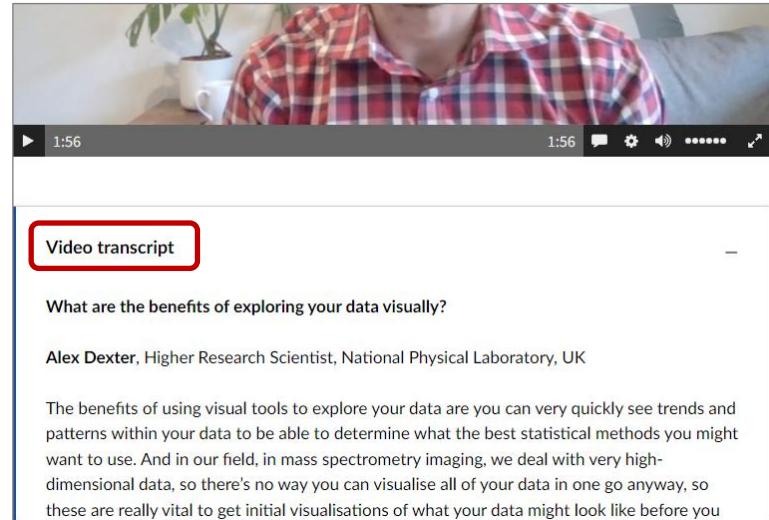 1:56 1:56
Video transcript
What are the benefits of exploring your data visually?
Alex Dexter, Higher Research Scientist, National Physical Laboratory, UK
The benefits of using visual tools to explore your data are you can very quickly see trends and
patterns within your data to be able to determine what the best statistical methods you might
want to use. And in our field, in mass spectrometry imaging, we deal with very high-
dimensional data, so there’s no way you can visualise all of your data in one go anyway, so
these are really vital to get initial visualisations of what your data might look like before you